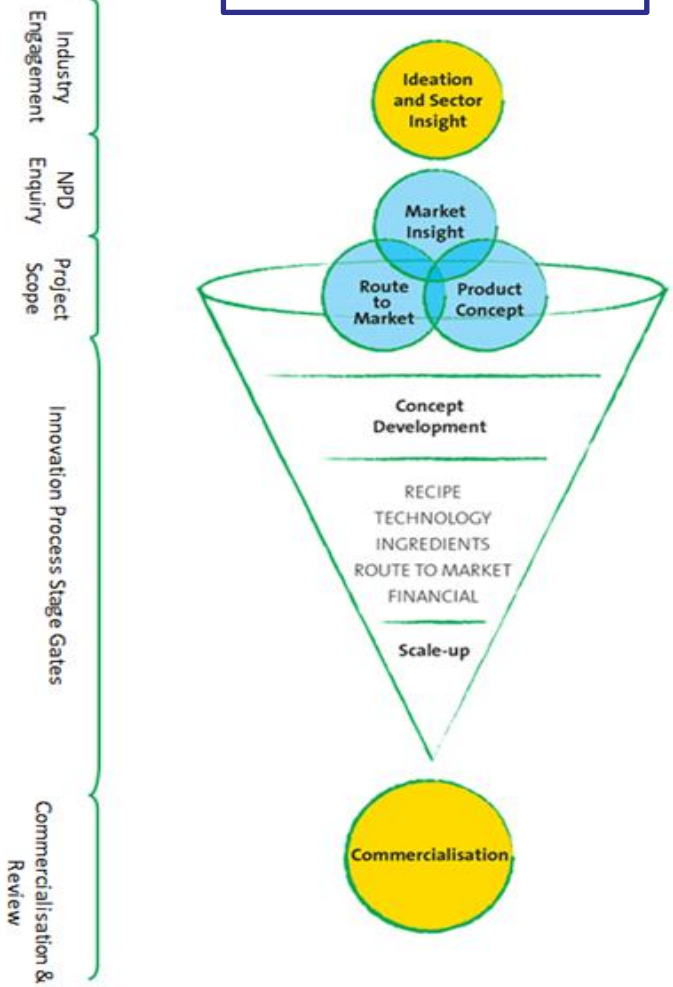 Industry
Engagement
NPD
Enquiry
Project
Scope
Innovation Process Stage Gates
Commercialisation &
Review
Ideation
and Sector
Insight
Market
Insight
Route
to
Market
Product
Concept
Concept
Development
RECIPE
TECHNOLOGY
INGREDIENTS
ROUTE TO MARKET
FINANCIAL
Scale-up
Commercialisation